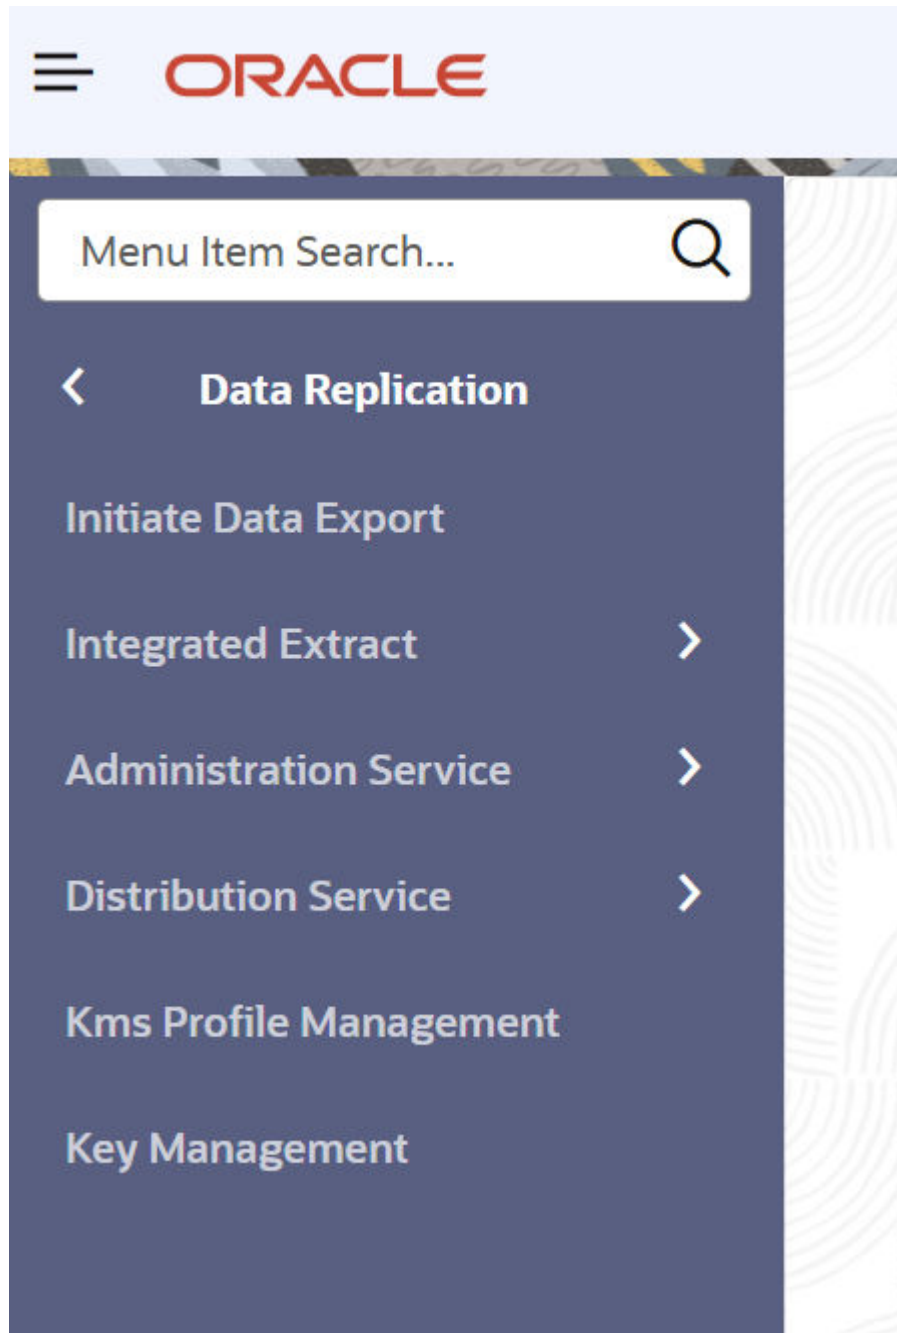 ORACLE
Menu Item Search...
Data Replication
Initiate Data Export
Integrated Extract
Administration Service
Distribution Service
Kms Profile Management
Key Management